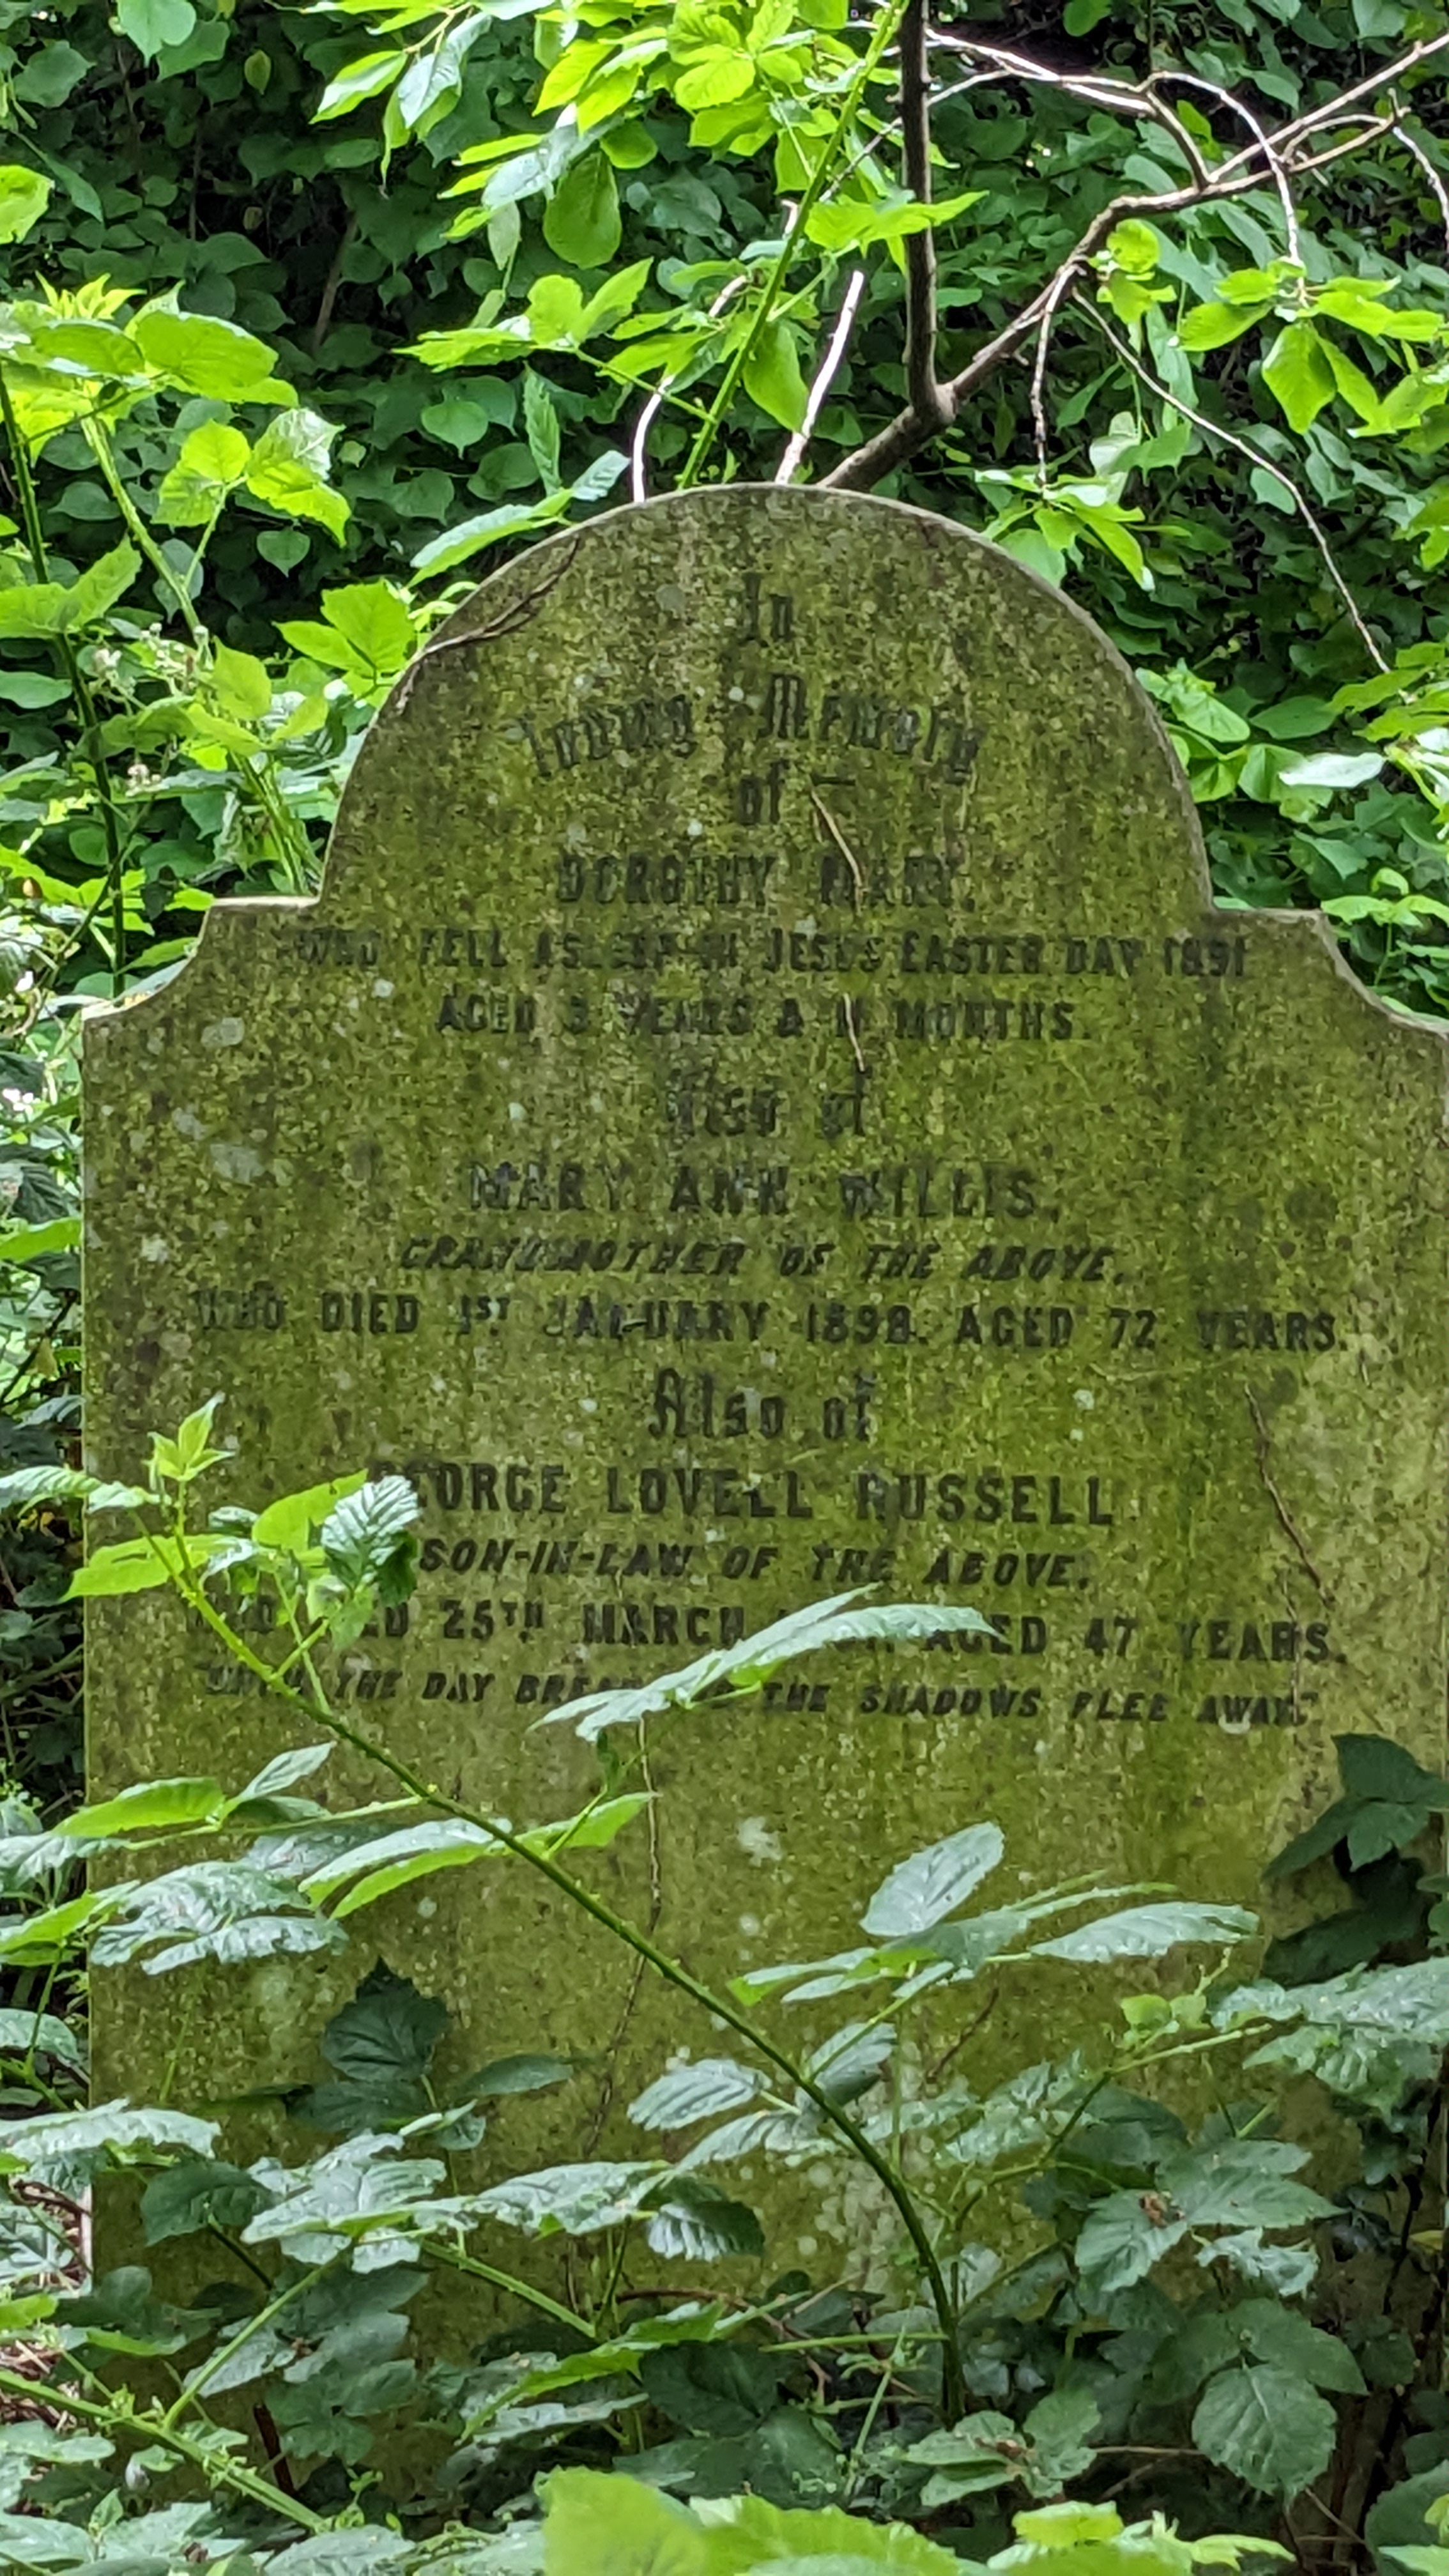 In
Loving Memory
of
DOROTHY MARY,
WHO FELL ASLEEP IN JESUS EASTER DAY 1891
AGED 3 YEARS & 11 MONTHS.
Also of
MARY ANN WILLIS,
GRANDMOTHER OF THE ABOVE,
WHO DIED 1ST JANUARY 1898. AGED 72 YEARS.
Also of
GEORGE LOVELL RUSSELL
SON-IN-LAW OF THE ABOVE.
25TH MARCH AGED 47 YEARS.
"UNTIL THE DAY BREAK THE SHADOWS FLEE AWAY."